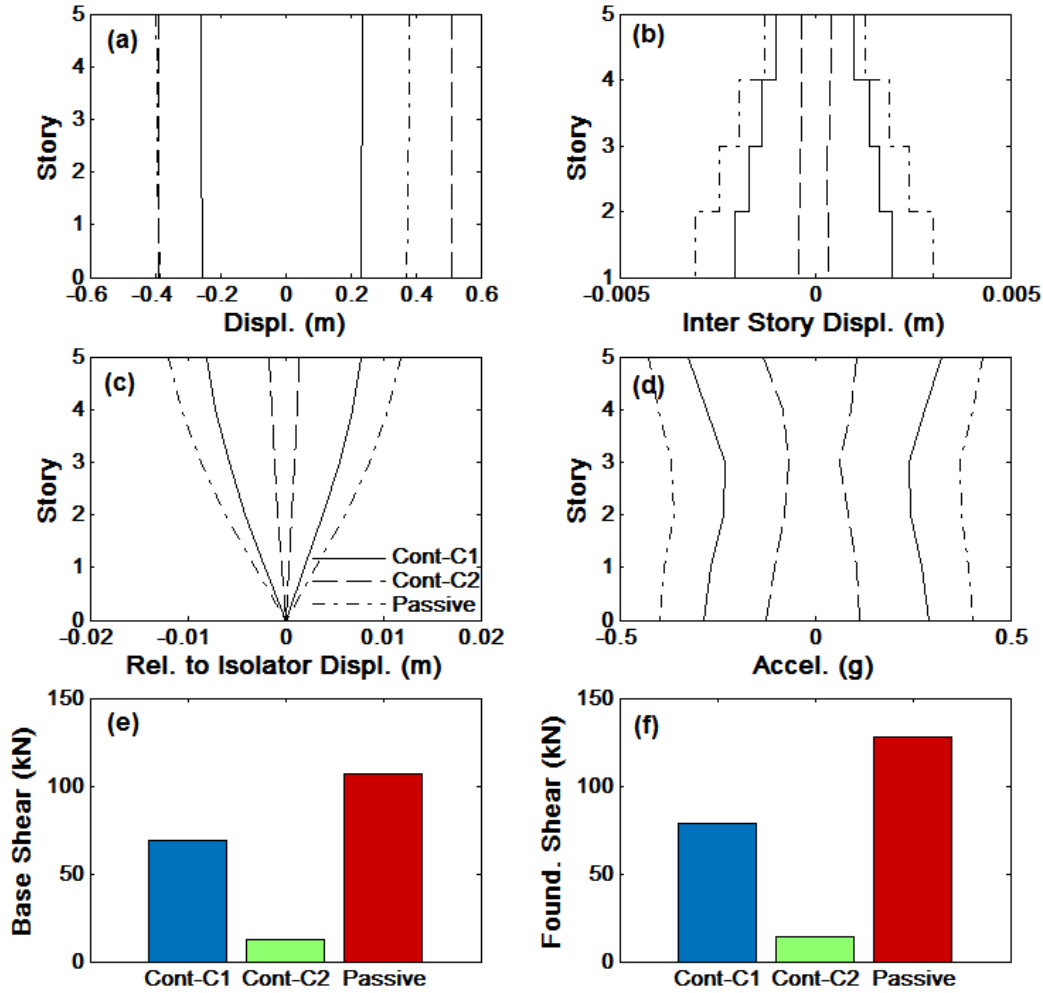 (a)
Story
5
4
3
2
1
0
-0.6 -0.4 -0.2 0 0.2 0.4 0.6
Displ. (m)
(b)
Story
5
4
3
2
1
-0.005 0 0.005
Inter Story Displ. (m)
(c)
Story
5
4
3
2
1
0
Cont-C1
Cont-C2
Passive
-0.02 -0.01 0 0.01 0.02
Rel. to Isolator Displ. (m)
(d)
Story
5
4
3
2
1
0
-0.5 0 0.5
Accel. (g)
(e)
Base Shear (kN)
150
100
50
0
Cont-C1 Cont-C2 Passive
(f)
Found. Shear (kN)
150
100
50
0
Cont-C1 Cont-C2 Passive